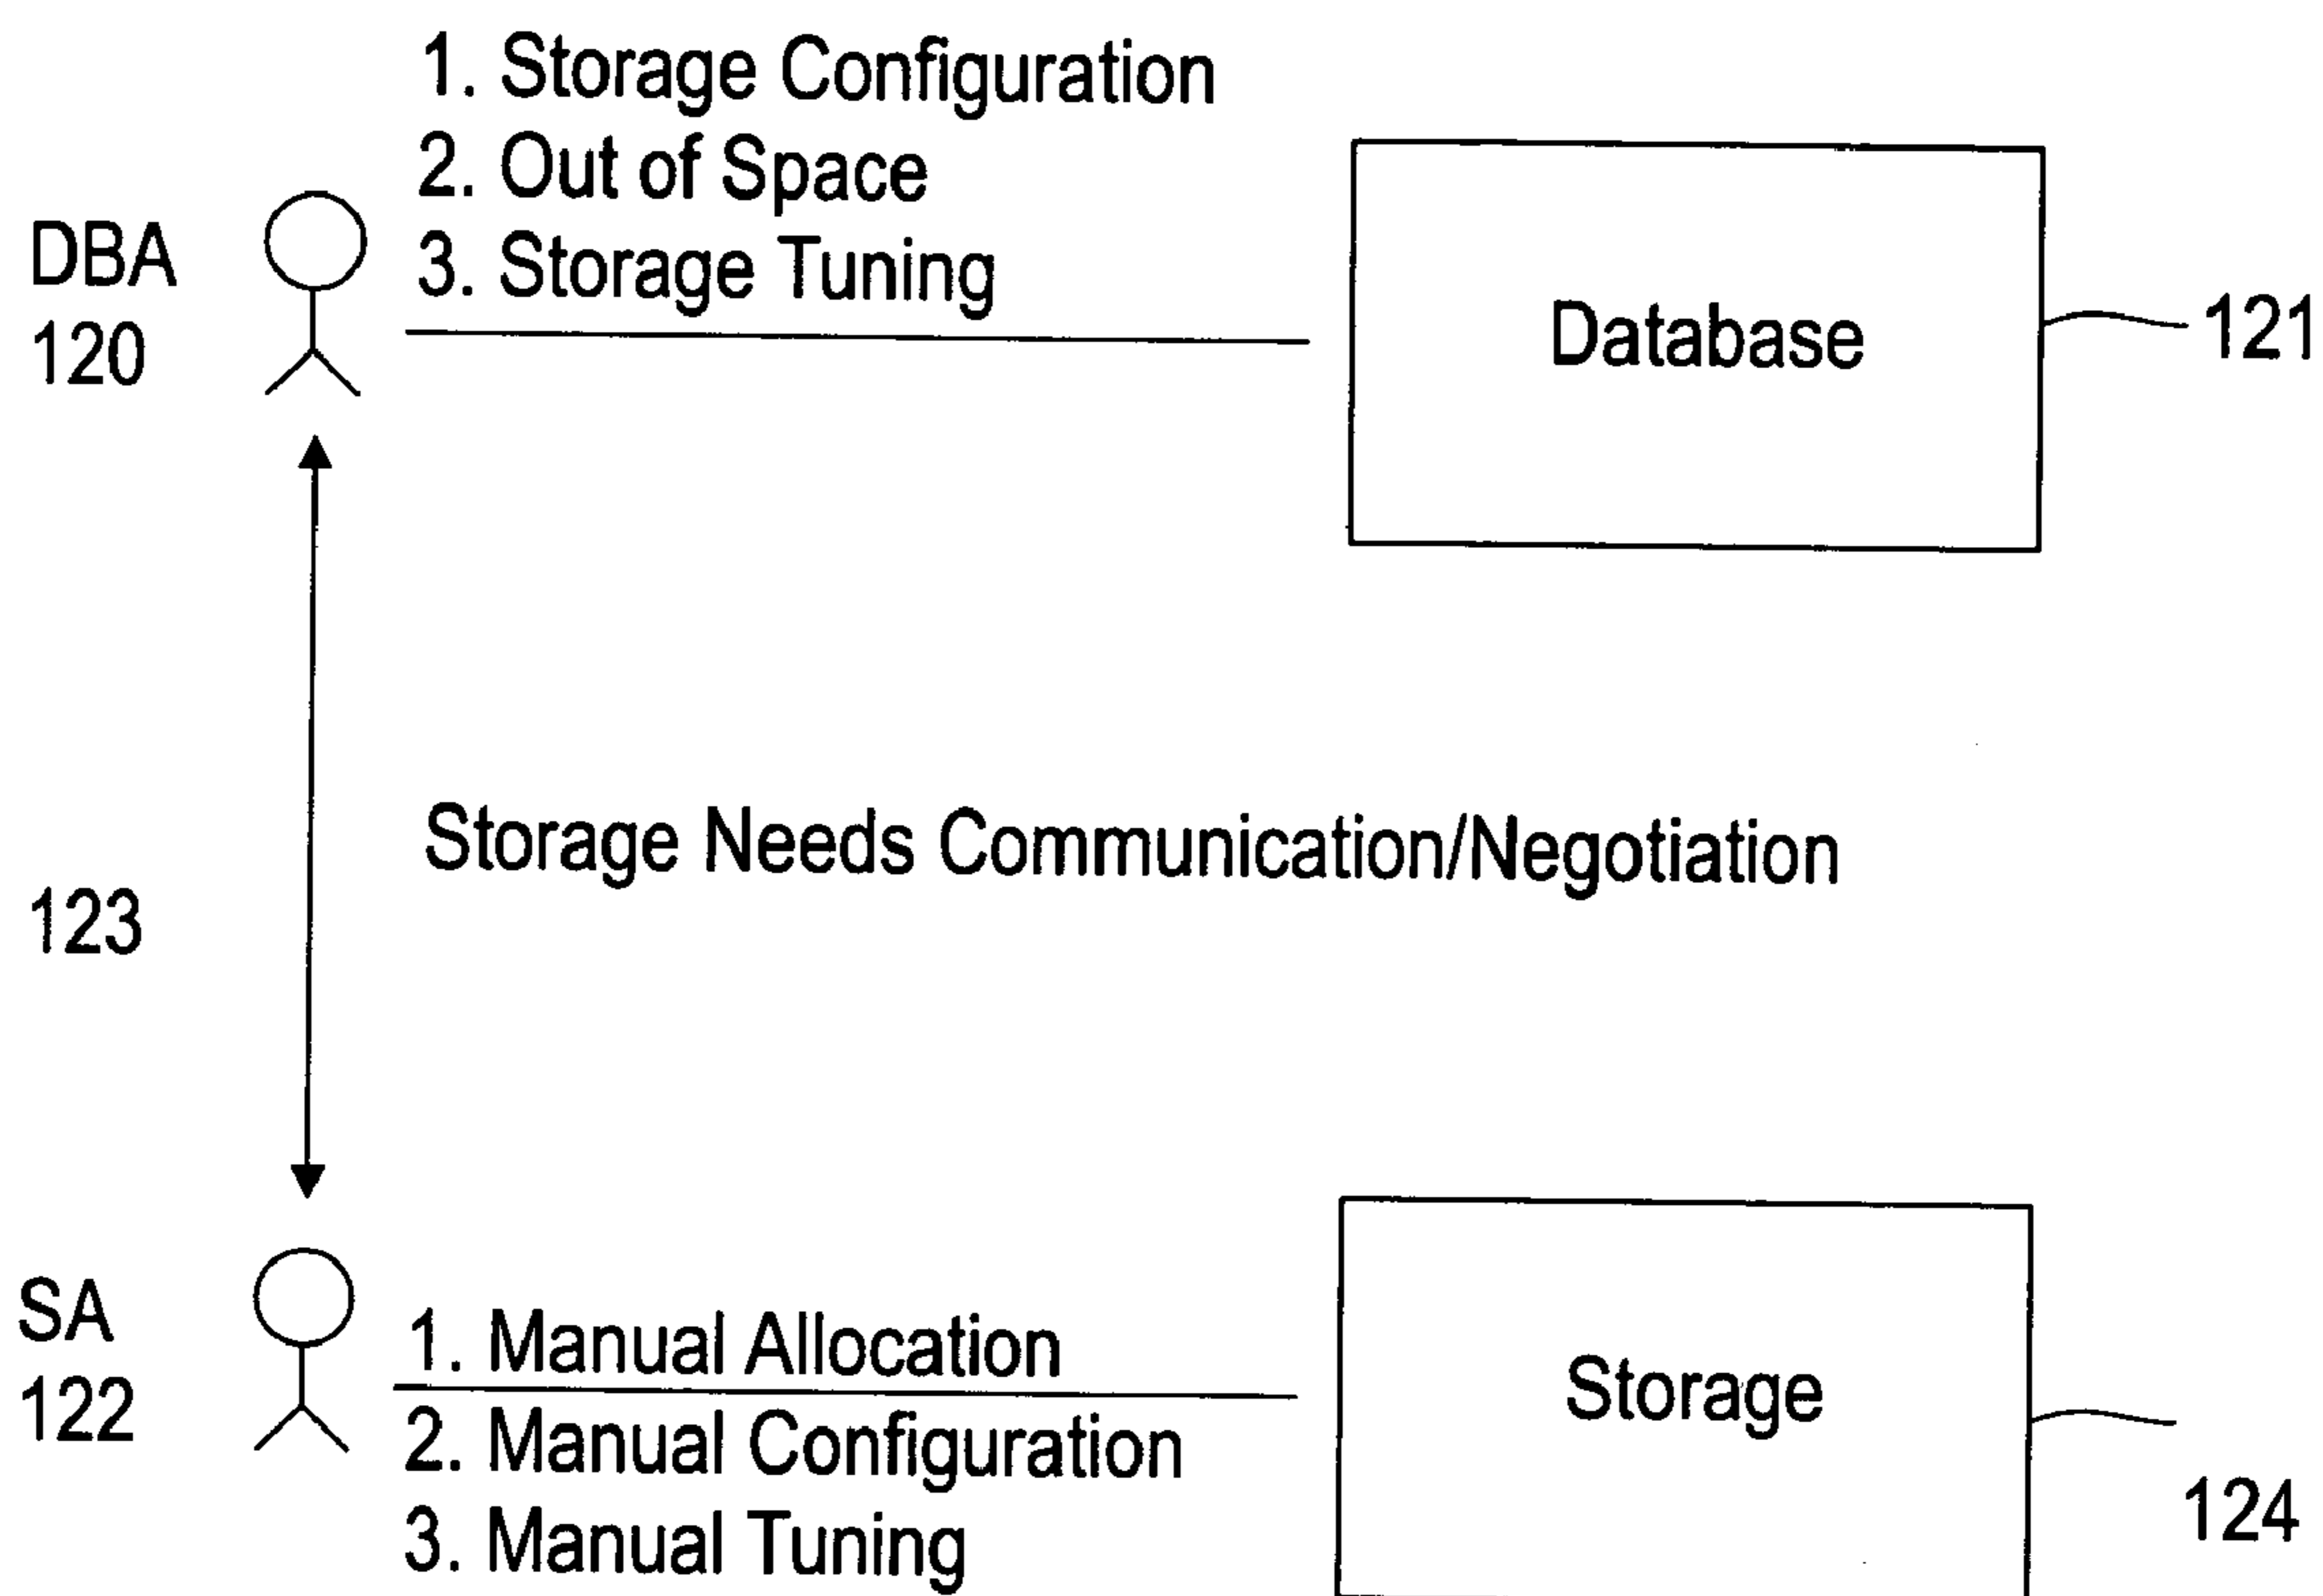 1. Storage Configuration
2. Out of Space
3. Storage Tuning
DBA
120
Database
121
Storage Needs Communication/Negotiation
123
SA
122
1. Manual Allocation
2. Manual Configuration
3. Manual Tuning
Storage
124